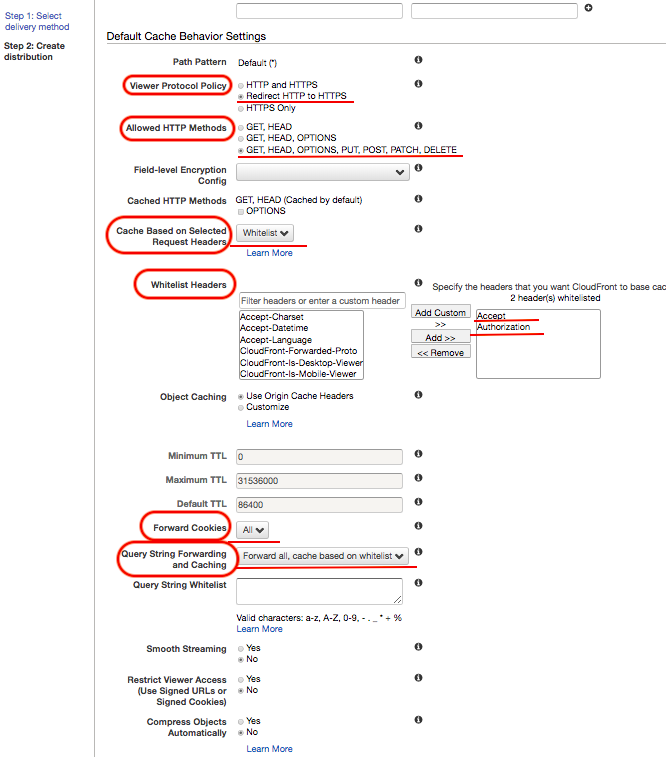 Step 1: Select
delivery method
Step 2: Create
distribution
Default Cache Behavior Settings
Path Pattern Default (*)
Viewer Protocol Policy HTTP and HTTPS
Redirect HTTP to HTTPS
HTTPS Only
Allowed HTTP Methods GET, HEAD
GET, HEAD, OPTIONS
GET, HEAD, OPTIONS, PUT, POST, PATCH, DELETE
Field-level Encryption
Config
Cached HTTP Methods GET, HEAD (Cached by default)
OPTIONS
Cache Based on Selected
Request Headers Whitelist
Learn More
Whitelist Headers
Specify the headers that you want CloudFront to base cac
2 header(s) whitelisted
Filter headers or enter a custom header
Accept-Charset
Accept-Datetime
Accept-Language
CloudFront-Forwarded-Proto
CloudFront-Is-Desktop-Viewer
CloudFront-Is-Mobile-Viewer
Add Custom
>>
Add >>
<< Remove
Accept
Authorization
Object Caching Use Origin Cache Headers
Customize
Learn More
Minimum TTL 0
Maximum TTL 31536000
Default TTL 86400
Forward Cookies All
Query String Forwarding
and Caching Forward all, cache based on whitelist
Query String Whitelist
Valid characters: a-z, A-Z, 0-9, - . _ * + %
Learn More
Smooth Streaming Yes
No
Restrict Viewer Access
(Use Signed URLs or
Signed Cookies) Yes
No
Compress Objects
Automatically Yes
No
Learn More